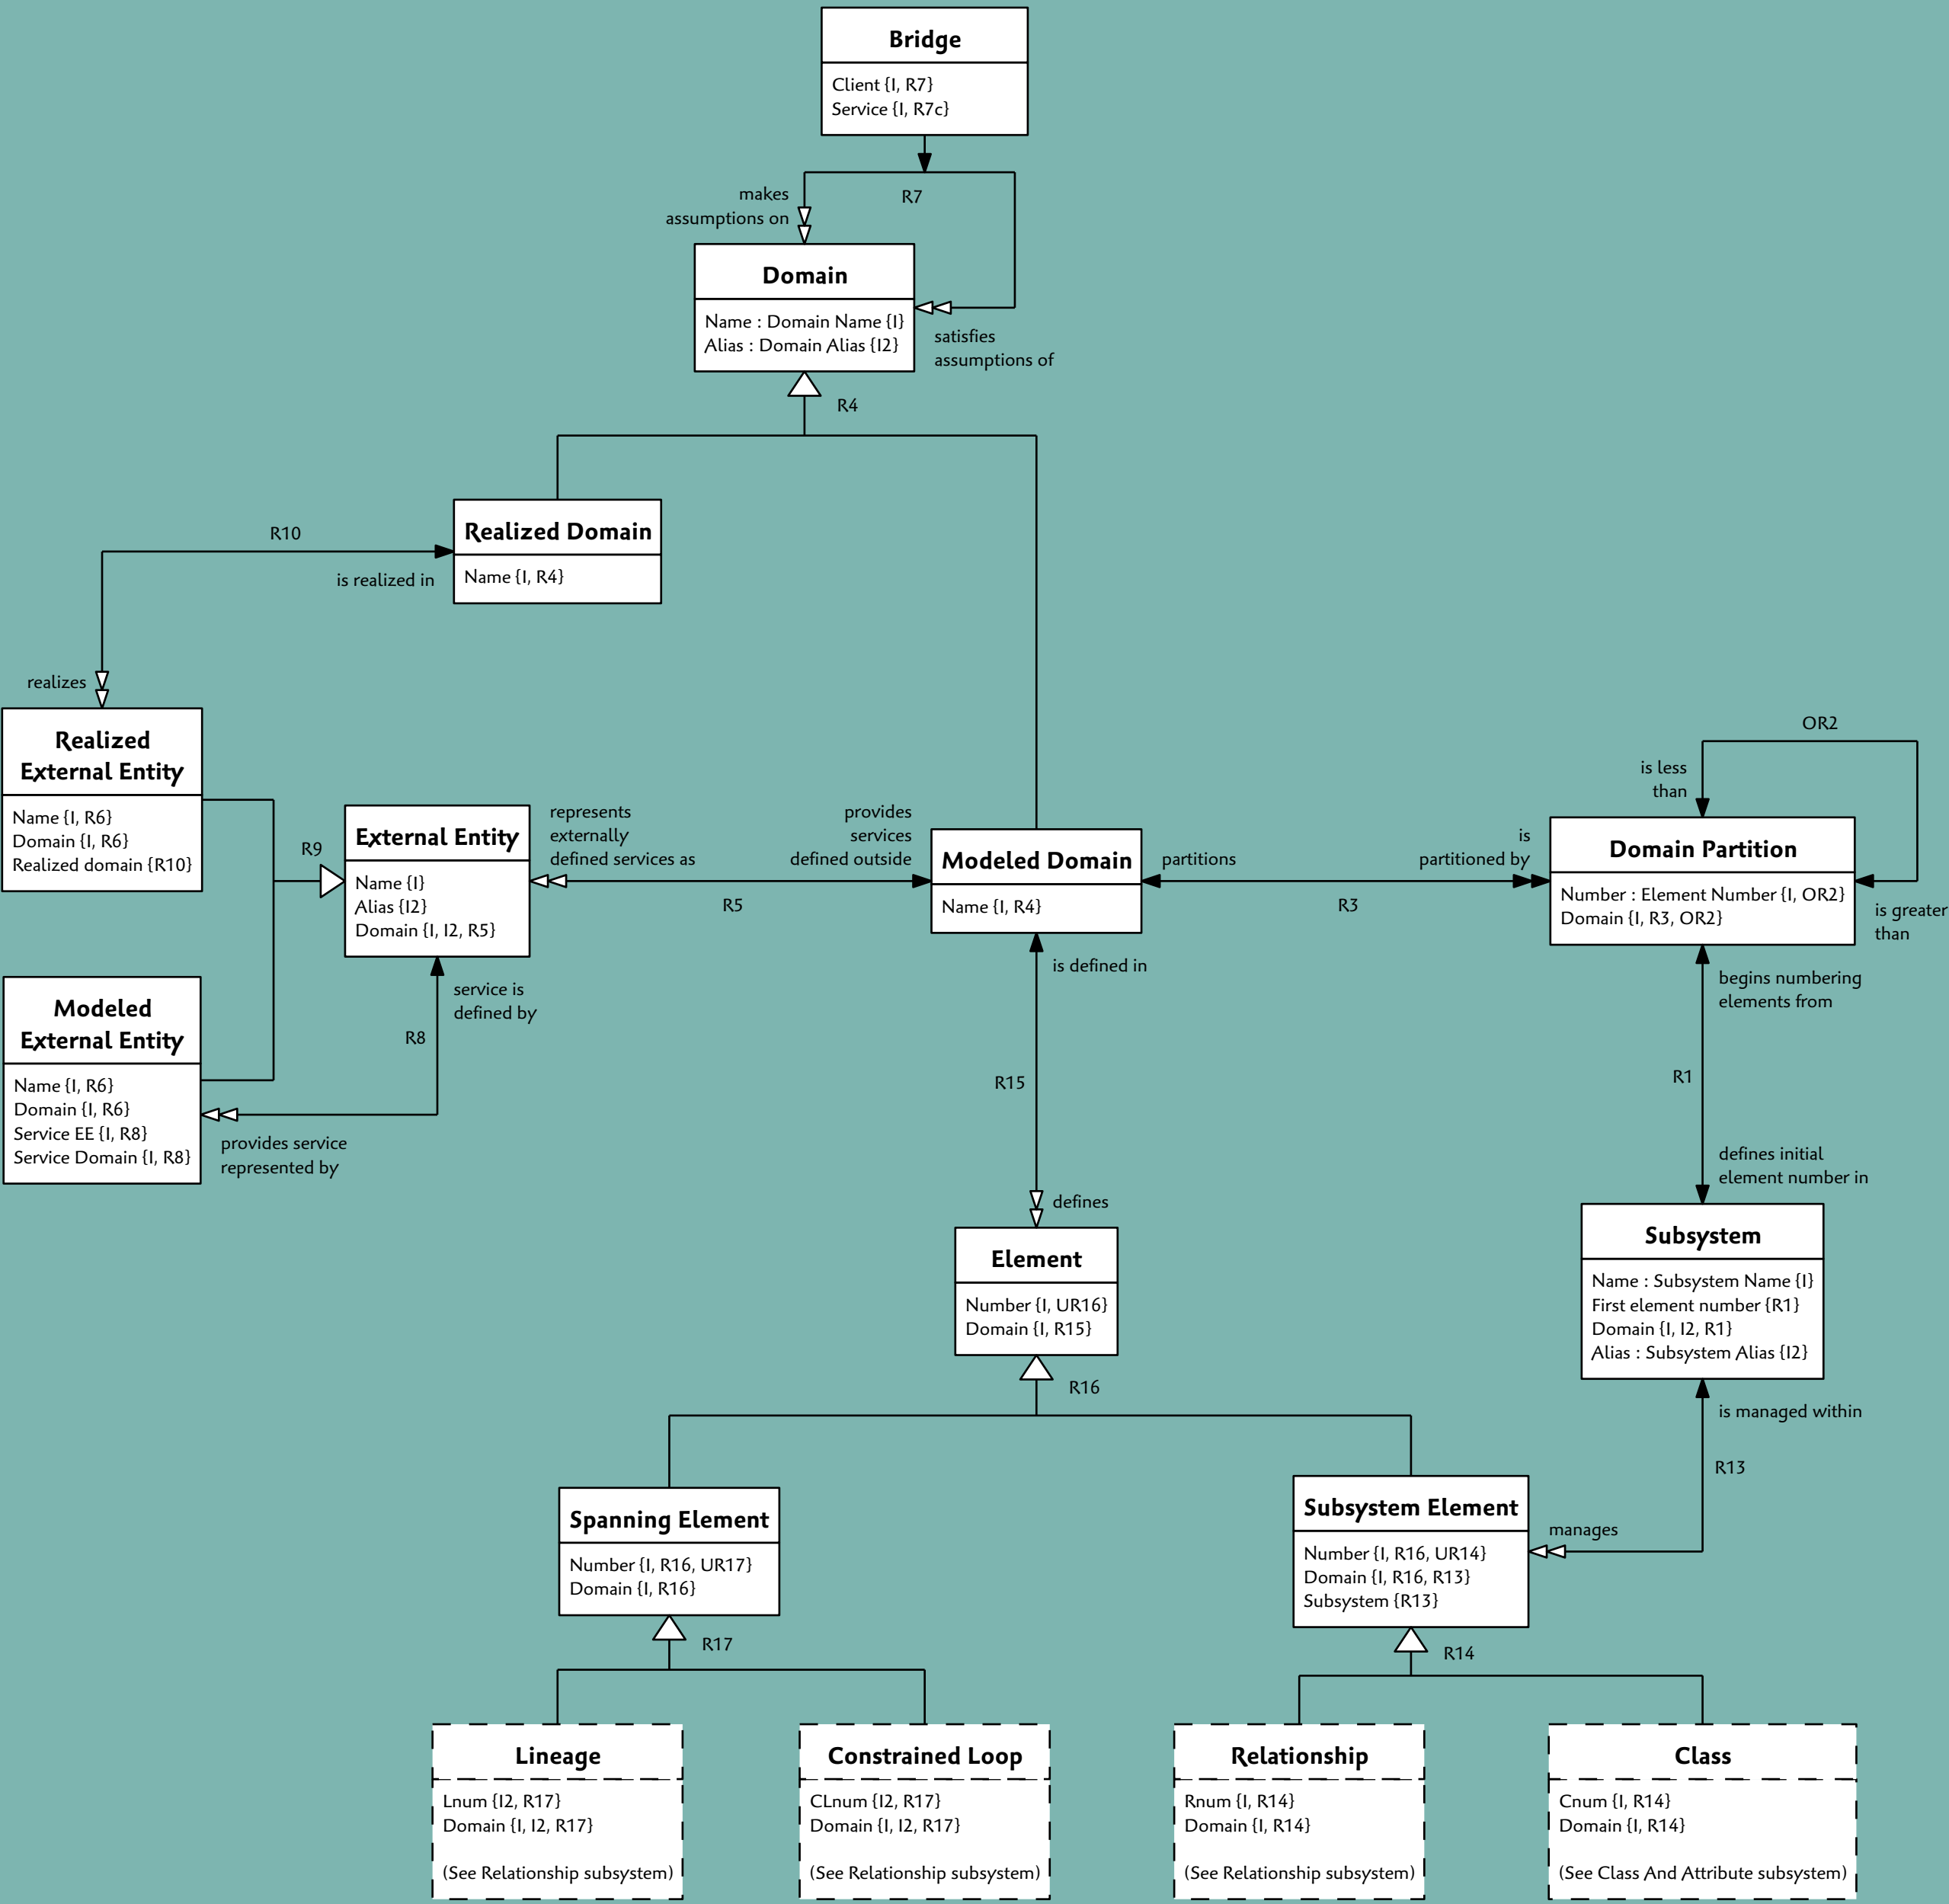 Bridge
Client {I, R7}
Service {I, R7c}
makes
assumptions on
R7
Domain
Name : Domain Name {I}
Alias : Domain Alias {I2}
satisfies
assumptions of
R4
R10
Realized Domain
Name {I, R4}
is realized in
realizes
Realized
External Entity
Name {I, R6}
Domain {I, R6}
Realized domain {R10}
R9
External Entity
Name {I}
Alias {I2}
Domain {I, I2, R5}
represents
externally
defined services as
R5
provides
services
defined outside
Modeled Domain
Name {I, R4}
partitions
R3
is
partitioned by
OR2
is less
than
Domain Partition
Number : Element Number {I, OR2}
Domain {I, R3, OR2}
is greater
than
Modeled
External Entity
Name {I, R6}
Domain {I, R6}
Service EE {I, R8}
Service Domain {I, R8}
R8
service is
defined by
provides service
represented by
is defined in
R15
defines
begins numbering
elements from
R1
defines initial
element number in
Element
Number {I, UR16}
Domain {I, R15}
R16
Subsystem
Name : Subsystem Name {I}
First element number {R1}
Domain {I, I2, R1}
Alias : Subsystem Alias {I2}
is managed within
R13
manages
Spanning Element
Number {I, R16, UR17}
Domain {I, R16}
R17
Subsystem Element
Number {I, R16, UR14}
Domain {I, R16, R13}
Subsystem {R13}
R14
Lineage
Lnum {I2, R17}
Domain {I, I2, R17}
(See Relationship subsystem)
Constrained Loop
CLnum {I2, R17}
Domain {I, I2, R17}
(See Relationship subsystem)
Relationship
Rnum {I, R14}
Domain {I, R14}
(See Relationship subsystem)
Class
Cnum {I, R14}
Domain {I, R14}
(See Class And Attribute subsystem)